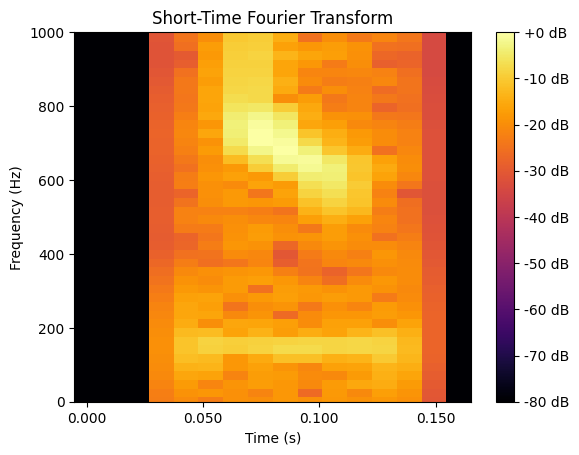 Short-Time Fourier Transform
1000
800
600
400
200
0
Frequency (Hz)
0.000
0.050
0.100
0.150
Time (s)
+0 dB
-10 dB
-20 dB
-30 dB
-40 dB
-50 dB
-60 dB
-70 dB
-80 dB